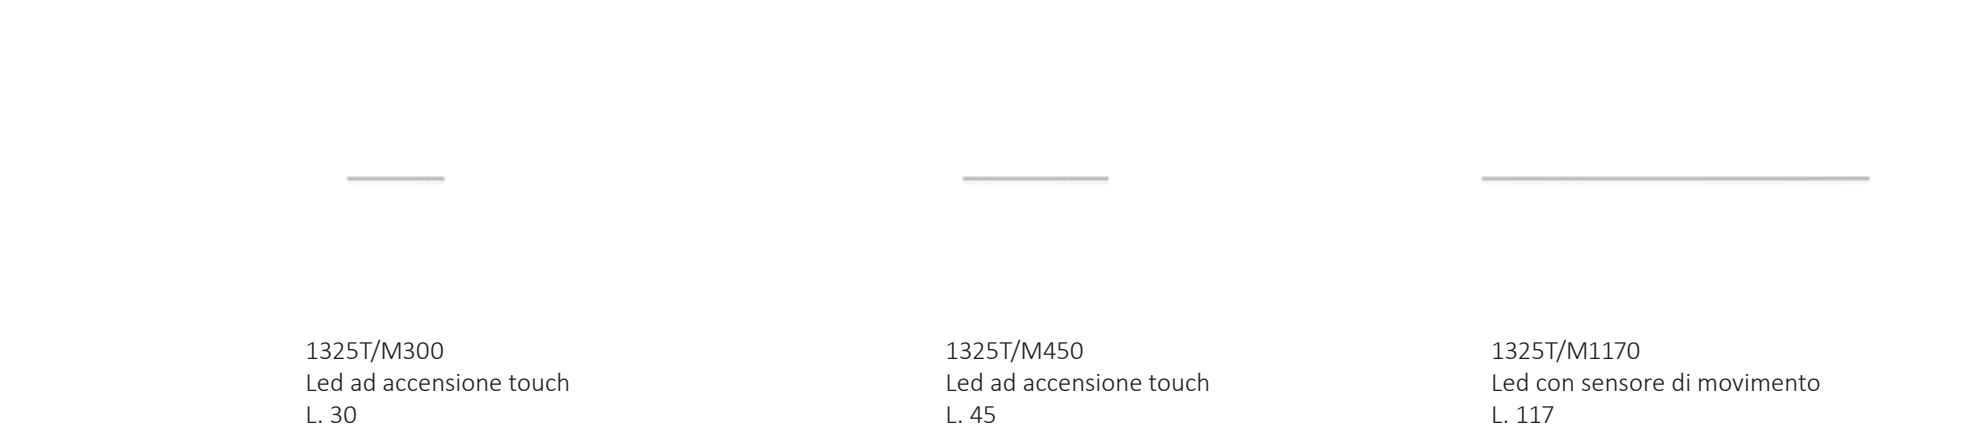 1325T/M300
Led ad accensione touch
L. 30
1325T/M450
Led ad accensione touch
L. 45
1325T/M1170
Led con sensore di movimento
L. 117